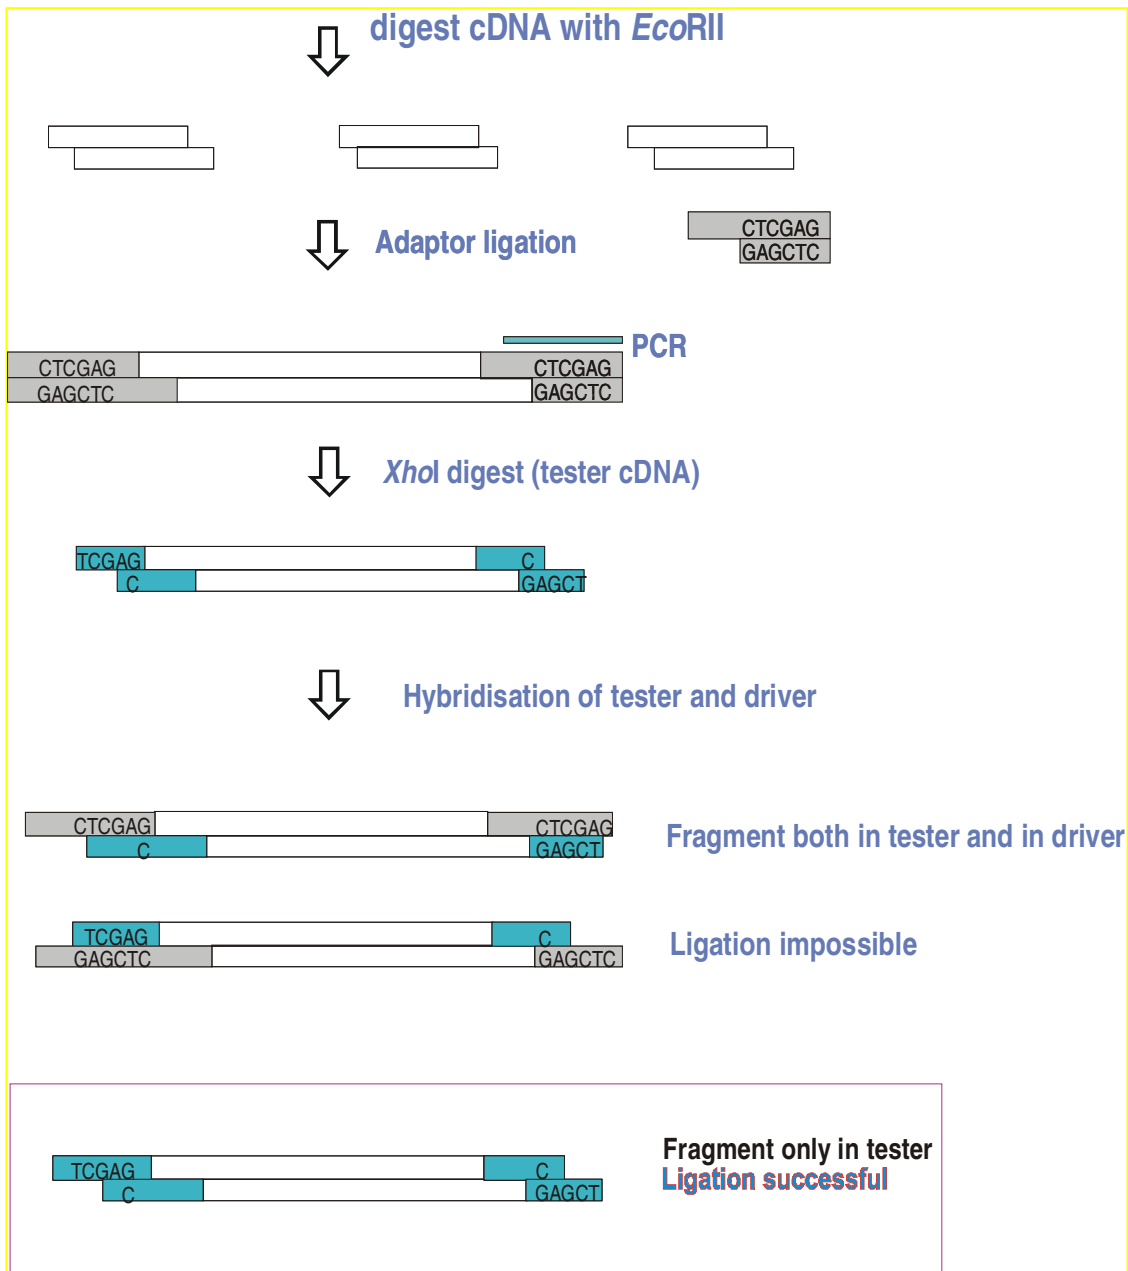 digest cDNA with EcoRII
CTCGAG
GAGCTC
Adaptor ligation
PCR
CTCGAG CTCGAG
GAGCTC GAGCTC
XhoI digest (tester cDNA)
TCGAG C
C GAGCT
Hybridisation of tester and driver
CTCGAG CTCGAG
C GAGCT
Fragment both in tester and in driver
TCGAG C
GAGCTC GAGCTC
Ligation impossible
Fragment only in tester
Ligation successful
TCGAG C
C GAGCT